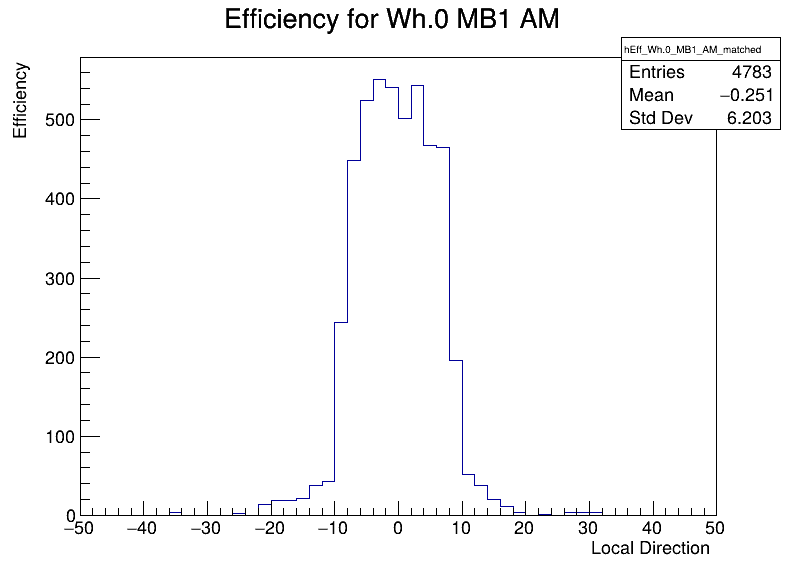 Efficiency for Wh.0 MB1 AM
hEff_Wh.0_MB1_AM_matched
Entries 4783
Mean −0.251
Std Dev 6.203
Efficiency
500
400
300
200
100
0
−50 −40 −30 −20 −10 0 10 20 30 40 50
Local Direction